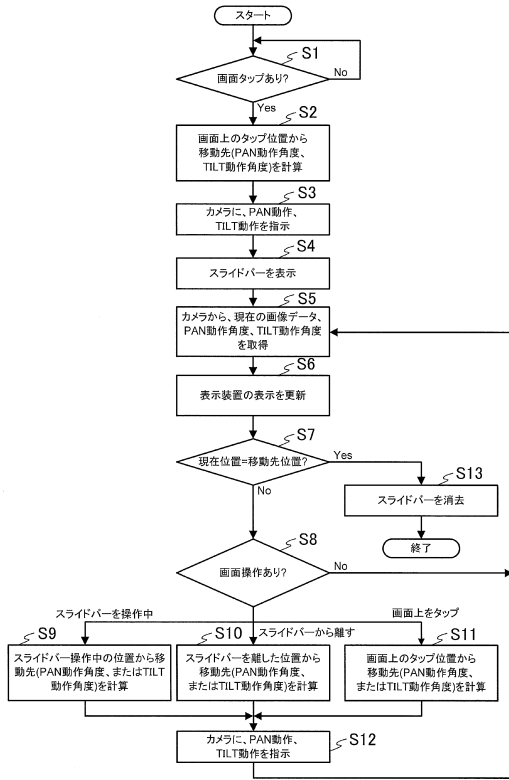 スタート
S1
画面タップあり?
No
Yes
S2
画面上のタップ位置から
移動先(PAN動作角度、
TILT動作角度)を計算
S3
カメラに、PAN動作、
TILT動作を指示
S4
スライドバーを表示
S5
カメラから、現在の画像データ、
PAN動作角度、TILT動作角度
を取得
S6
表示装置の表示を更新
S7
現在位置=移動先位置?
Yes
No
S13
スライドバーを消去
終了
S8
画面操作あり?
No
スライドバーを操作中
スライドバーから離す
画面上をタップ
S9
スライドバー操作中の位置から移
動先(PAN動作角度、またはTILT
動作角度)を計算
S10
スライドバーを離した位置から
移動先(PAN動作角度、
またはTILT動作角度)を計算
S11
画面上のタップ位置から
移動先(PAN動作角度、
またはTILT動作角度)を計算
S12
カメラに、PAN動作、
TILT動作を指示